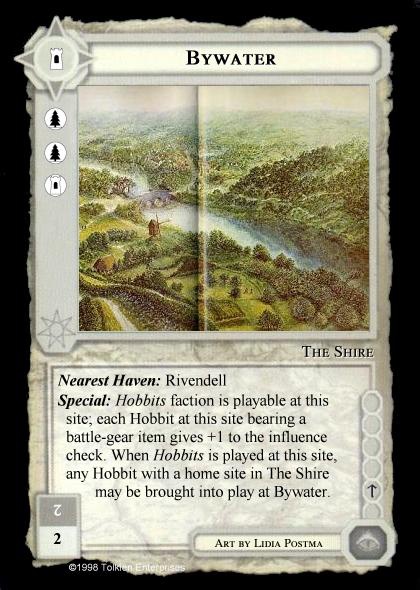 BYWATER
THE SHIRE
Nearest Haven: Rivendell
Special: Hobbits faction is playable at this
site; each Hobbit at this site bearing a
battle-gear item gives +1 to the influence
check. When Hobbits is played at this site,
any Hobbit with a home site in The Shire
may be brought into play at Bywater.
2
2
ART BY LIDIA POSTMA
©1998 Tolkien Enterprises